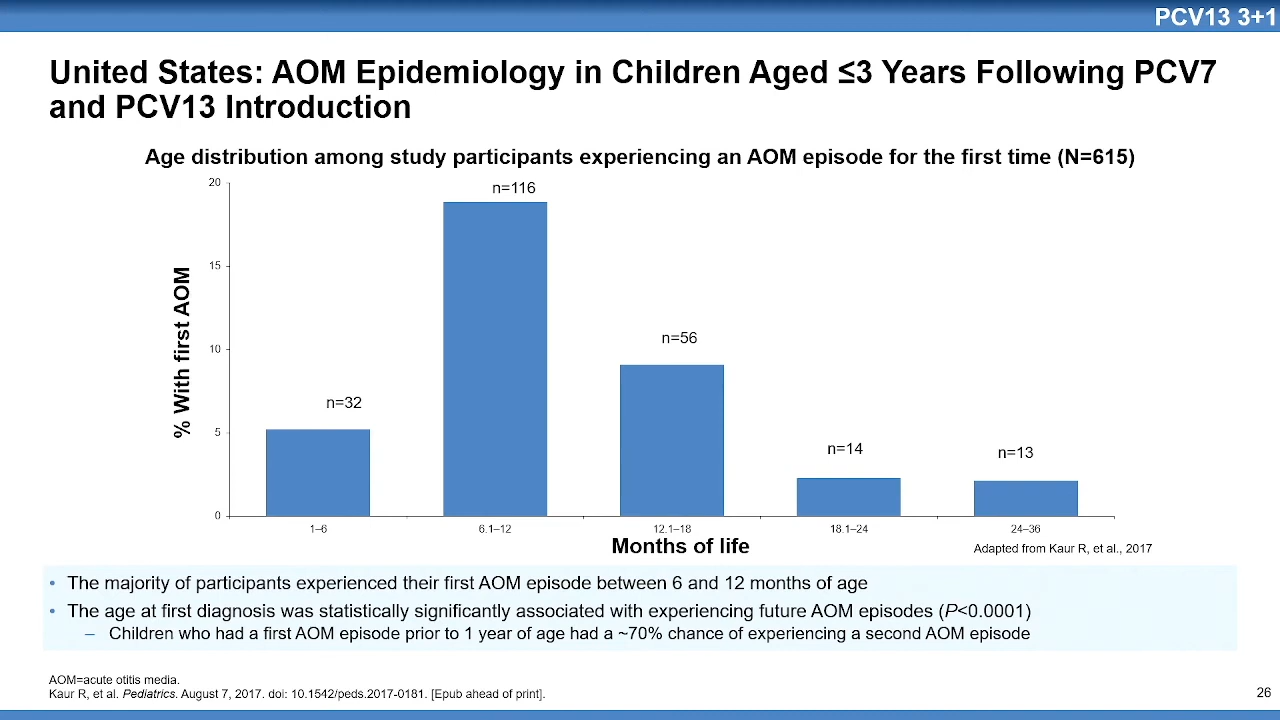 PCV13 3+1
United States: AOM Epidemiology in Children Aged ≤3 Years Following PCV7
and PCV13 Introduction
Age distribution among study participants experiencing an AOM episode for the first time (N=615)
% With first AOM
20
15
10
5
0
n=32
n=116
n=56
n=14
n=13
1–6
6.1–12
12.1–18
18.1–24
24–36
Months of life
Adapted from Kaur R, et al., 2017
• The majority of participants experienced their first AOM episode between 6 and 12 months of age
• The age at first diagnosis was statistically significantly associated with experiencing future AOM episodes (P<0.0001)
– Children who had a first AOM episode prior to 1 year of age had a ~70% chance of experiencing a second AOM episode
AOM=acute otitis media.
Kaur R, et al. Pediatrics. August 7, 2017. doi: 10.1542/peds.2017-0181. [Epub ahead of print].
26